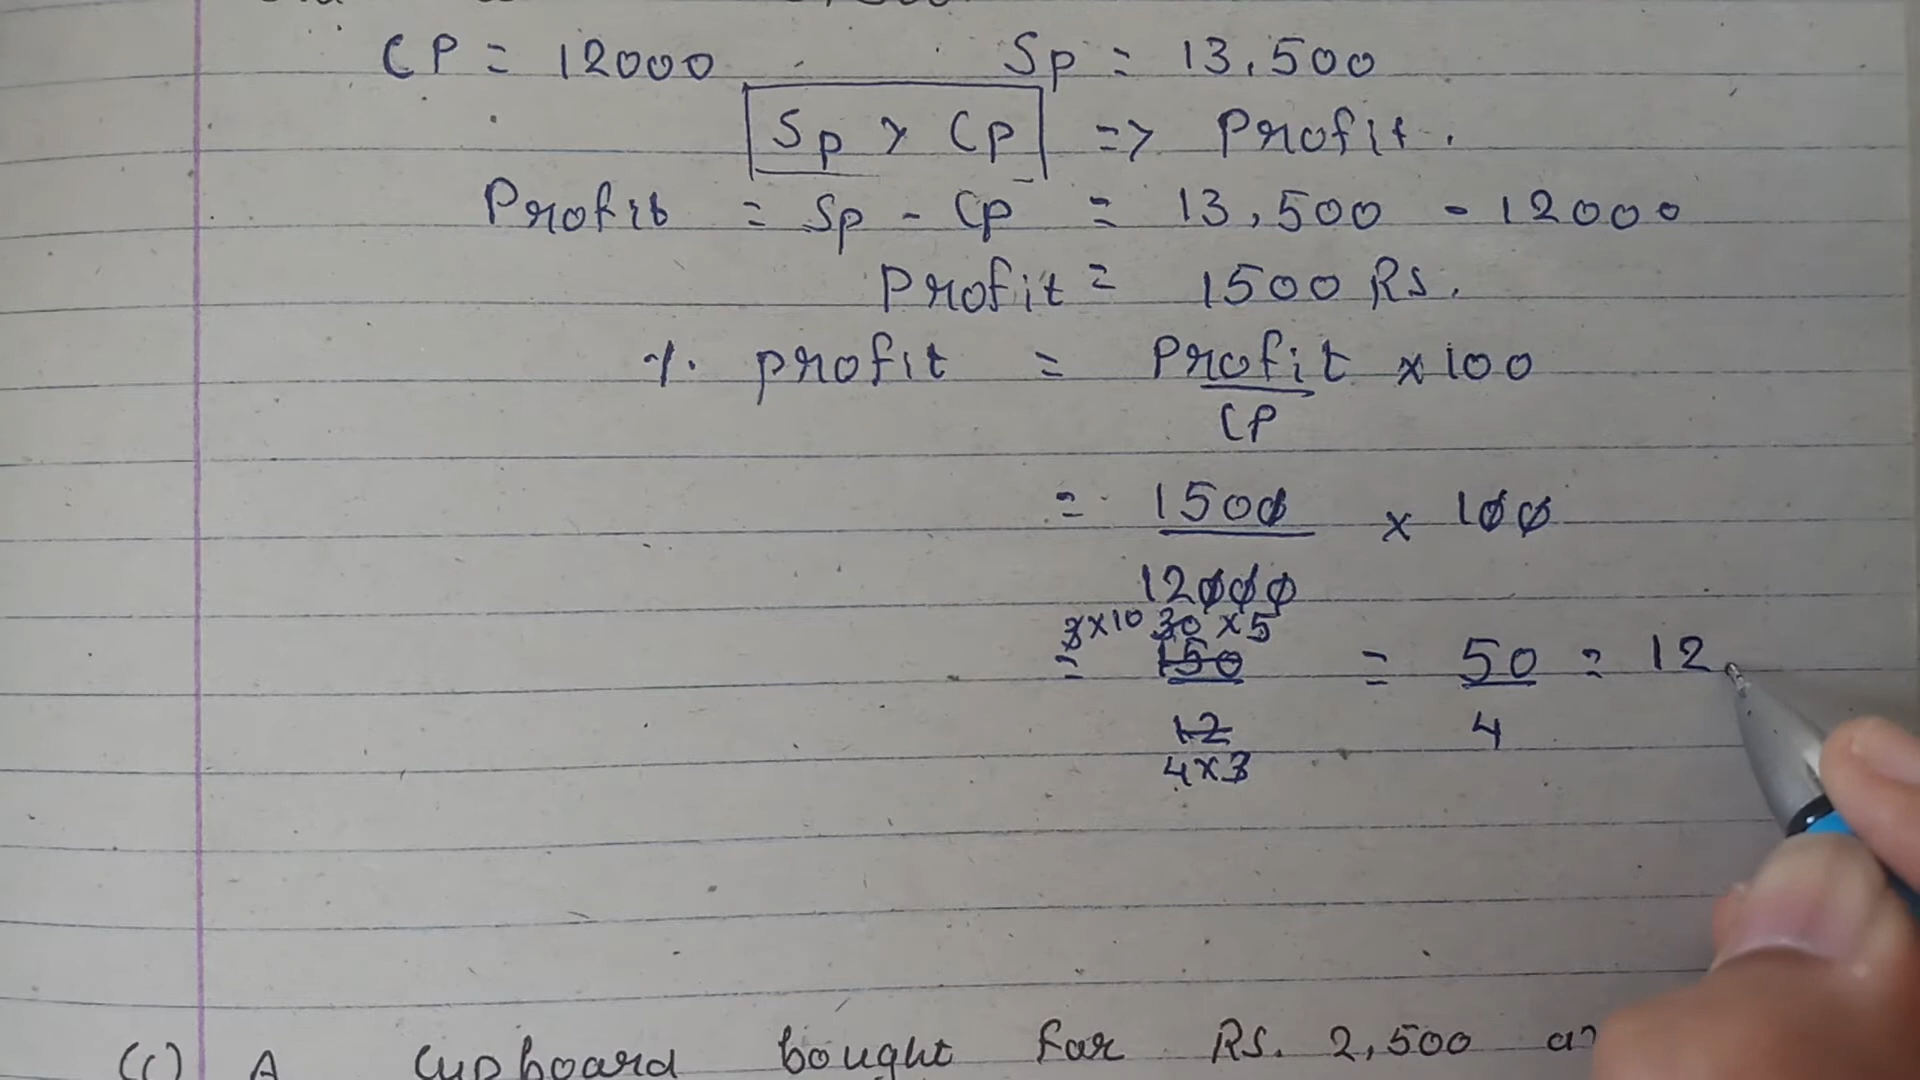 CP = 12000 SP = 13,500
SP > CP => Profit.
Profit = SP - CP = 13,500 - 12000
Profit = 1500 Rs.
% profit = Profit × 100
CP
= 1500 × 100
12000
3×10 30×5
= 150 = 50 = 12
12 4
4×3
(c) A cupboard bought for Rs. 2,500